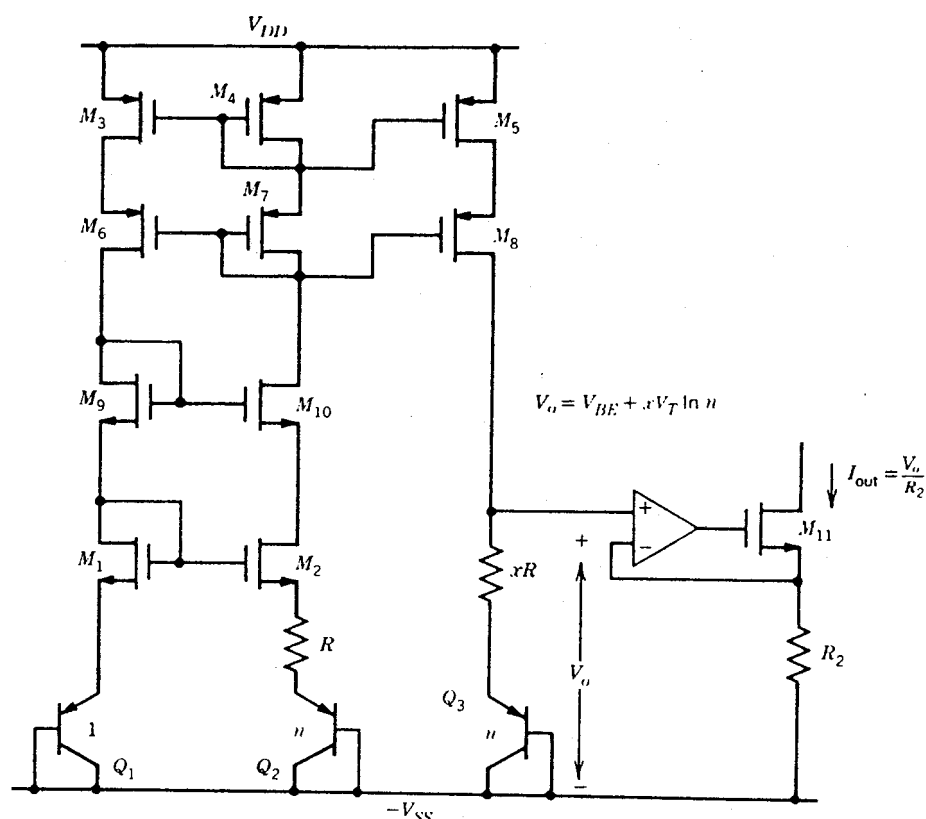 V_DD
M_3
M_4
M_5
M_6
M_7
M_8
M_9
M_10
V_o = V_BE + xV_T ln n
I_out = V_o/R_2
M_1
M_2
xR
+
−
+
M_11
R
V_o
R_2
1
Q_1
n
Q_2
Q_3
n
−
−V_SS